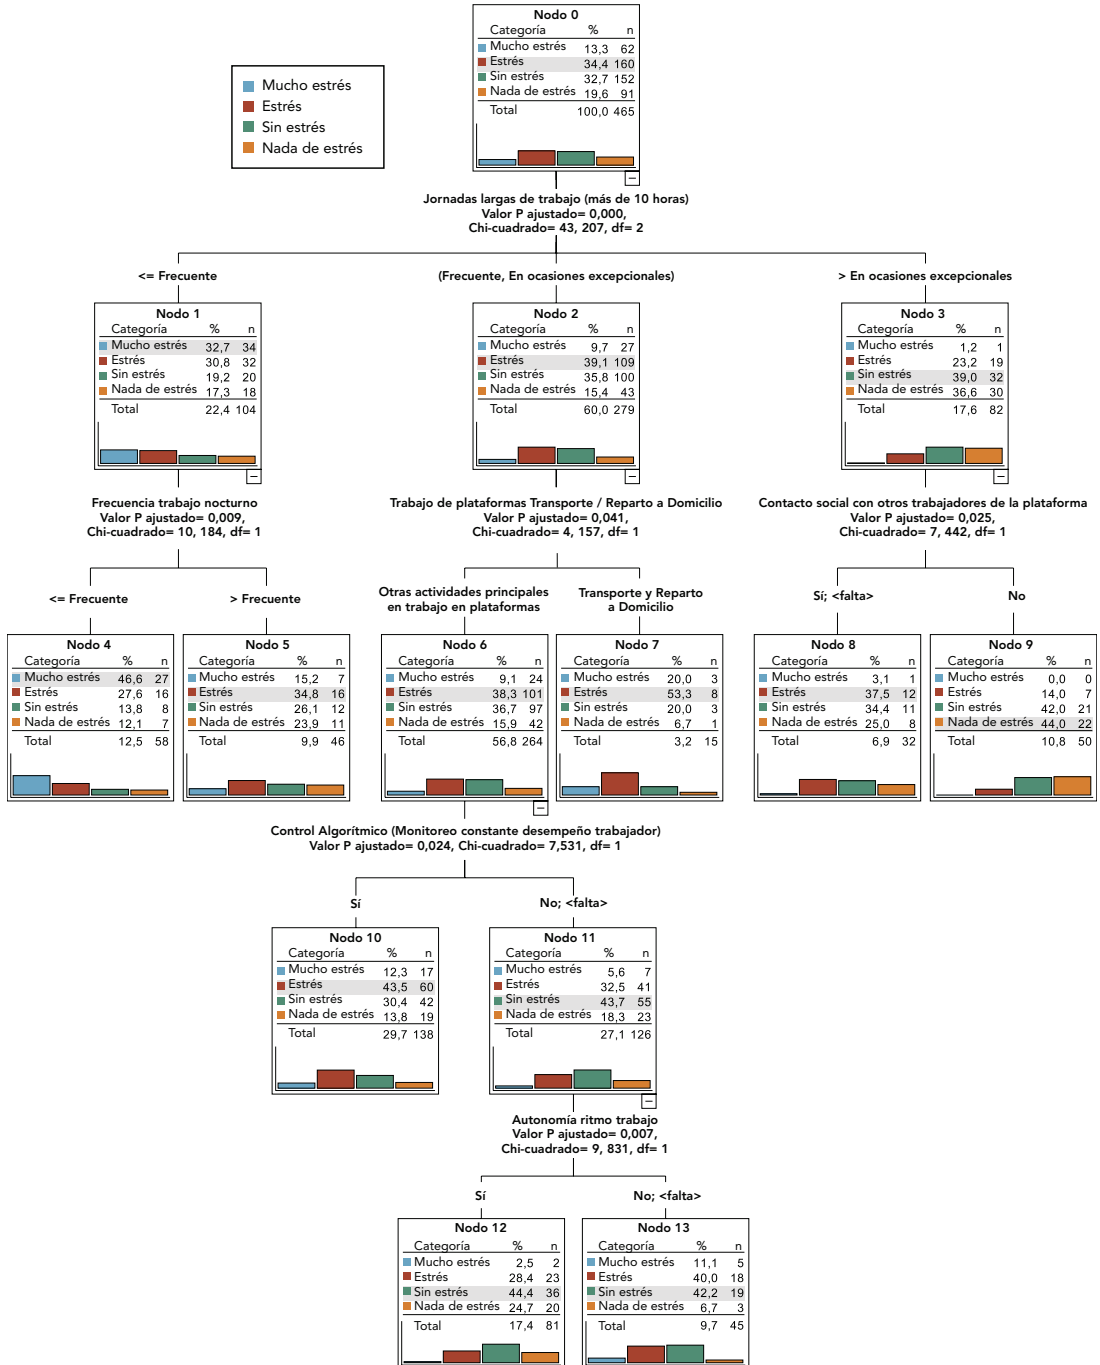 Nodo 0
Categoría % n
Mucho estrés 13,3 62
Estrés 34,4 160
Sin estrés 32,7 152
Nada de estrés 19,6 91
Total 100,0 465
Mucho estrés
Estrés
Sin estrés
Nada de estrés
Jornadas largas de trabajo (más de 10 horas)
Valor P ajustado= 0,000,
Chi-cuadrado= 43, 207, df= 2
<= Frecuente
(Frecuente, En ocasiones excepcionales)
> En ocasiones excepcionales
Nodo 1
Categoría % n
Mucho estrés 32,7 34
Estrés 30,8 32
Sin estrés 19,2 20
Nada de estrés 17,3 18
Total 22,4 104
Nodo 2
Categoría % n
Mucho estrés 9,7 27
Estrés 39,1 109
Sin estrés 35,8 100
Nada de estrés 15,4 43
Total 60,0 279
Nodo 3
Categoría % n
Mucho estrés 1,2 1
Estrés 23,2 19
Sin estrés 39,0 32
Nada de estrés 36,6 30
Total 17,6 82
Frecuencia trabajo nocturno
Valor P ajustado= 0,009,
Chi-cuadrado= 10, 184, df= 1
Trabajo de plataformas Transporte / Reparto a Domicilio
Valor P ajustado= 0,041,
Chi-cuadrado= 4, 157, df= 1
Contacto social con otros trabajadores de la plataforma
Valor P ajustado= 0,025,
Chi-cuadrado= 7, 442, df= 1
<= Frecuente
> Frecuente
Otras actividades principales
en trabajo en plataformas
Transporte y Reparto
a Domicilio
Sí; <falta>
No
Nodo 4
Categoría % n
Mucho estrés 46,6 27
Estrés 27,6 16
Sin estrés 13,8 8
Nada de estrés 12,1 7
Total 12,5 58
Nodo 5
Categoría % n
Mucho estrés 15,2 7
Estrés 34,8 16
Sin estrés 26,1 12
Nada de estrés 23,9 11
Total 9,9 46
Nodo 6
Categoría % n
Mucho estrés 9,1 24
Estrés 38,3 101
Sin estrés 36,7 97
Nada de estrés 15,9 42
Total 56,8 264
Nodo 7
Categoría % n
Mucho estrés 20,0 3
Estrés 53,3 8
Sin estrés 20,0 3
Nada de estrés 6,7 1
Total 3,2 15
Nodo 8
Categoría % n
Mucho estrés 3,1 1
Estrés 37,5 12
Sin estrés 34,4 11
Nada de estrés 25,0 8
Total 6,9 32
Nodo 9
Categoría % n
Mucho estrés 0,0 0
Estrés 14,0 7
Sin estrés 42,0 21
Nada de estrés 44,0 22
Total 10,8 50
Control Algorítmico (Monitoreo constante desempeño trabajador)
Valor P ajustado= 0,024, Chi-cuadrado= 7,531, df= 1
Sí
No; <falta>
Nodo 10
Categoría % n
Mucho estrés 12,3 17
Estrés 43,5 60
Sin estrés 30,4 42
Nada de estrés 13,8 19
Total 29,7 138
Nodo 11
Categoría % n
Mucho estrés 5,6 7
Estrés 32,5 41
Sin estrés 43,7 55
Nada de estrés 18,3 23
Total 27,1 126
Autonomía ritmo trabajo
Valor P ajustado= 0,007,
Chi-cuadrado= 9, 831, df= 1
Sí
No; <falta>
Nodo 12
Categoría % n
Mucho estrés 2,5 2
Estrés 28,4 23
Sin estrés 44,4 36
Nada de estrés 24,7 20
Total 17,4 81
Nodo 13
Categoría % n
Mucho estrés 11,1 5
Estrés 40,0 18
Sin estrés 42,2 19
Nada de estrés 6,7 3
Total 9,7 45